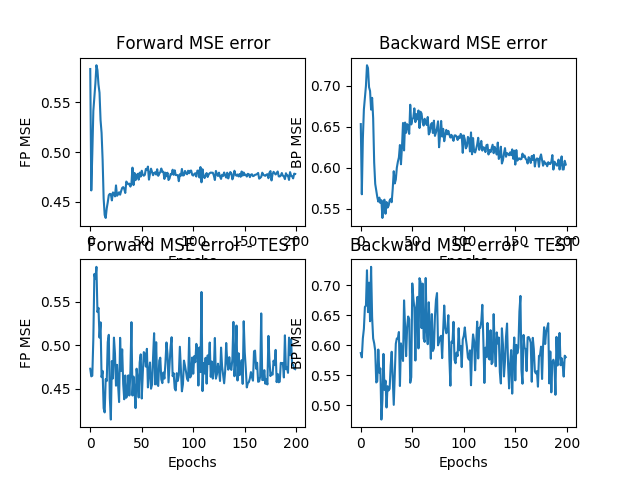 Forward MSE error
Backward MSE error
FP MSE
0.55
0.50
0.45
0 50 100 150 200
Epochs
BP MSE
0.70
0.65
0.60
0.55
0 50 100 150 200
Epochs
Forward MSE error - TEST
Backward MSE error - TEST
FP MSE
0.55
0.50
0.45
0 50 100 150 200
Epochs
BP MSE
0.70
0.65
0.60
0.55
0.50
0 50 100 150 200
Epochs